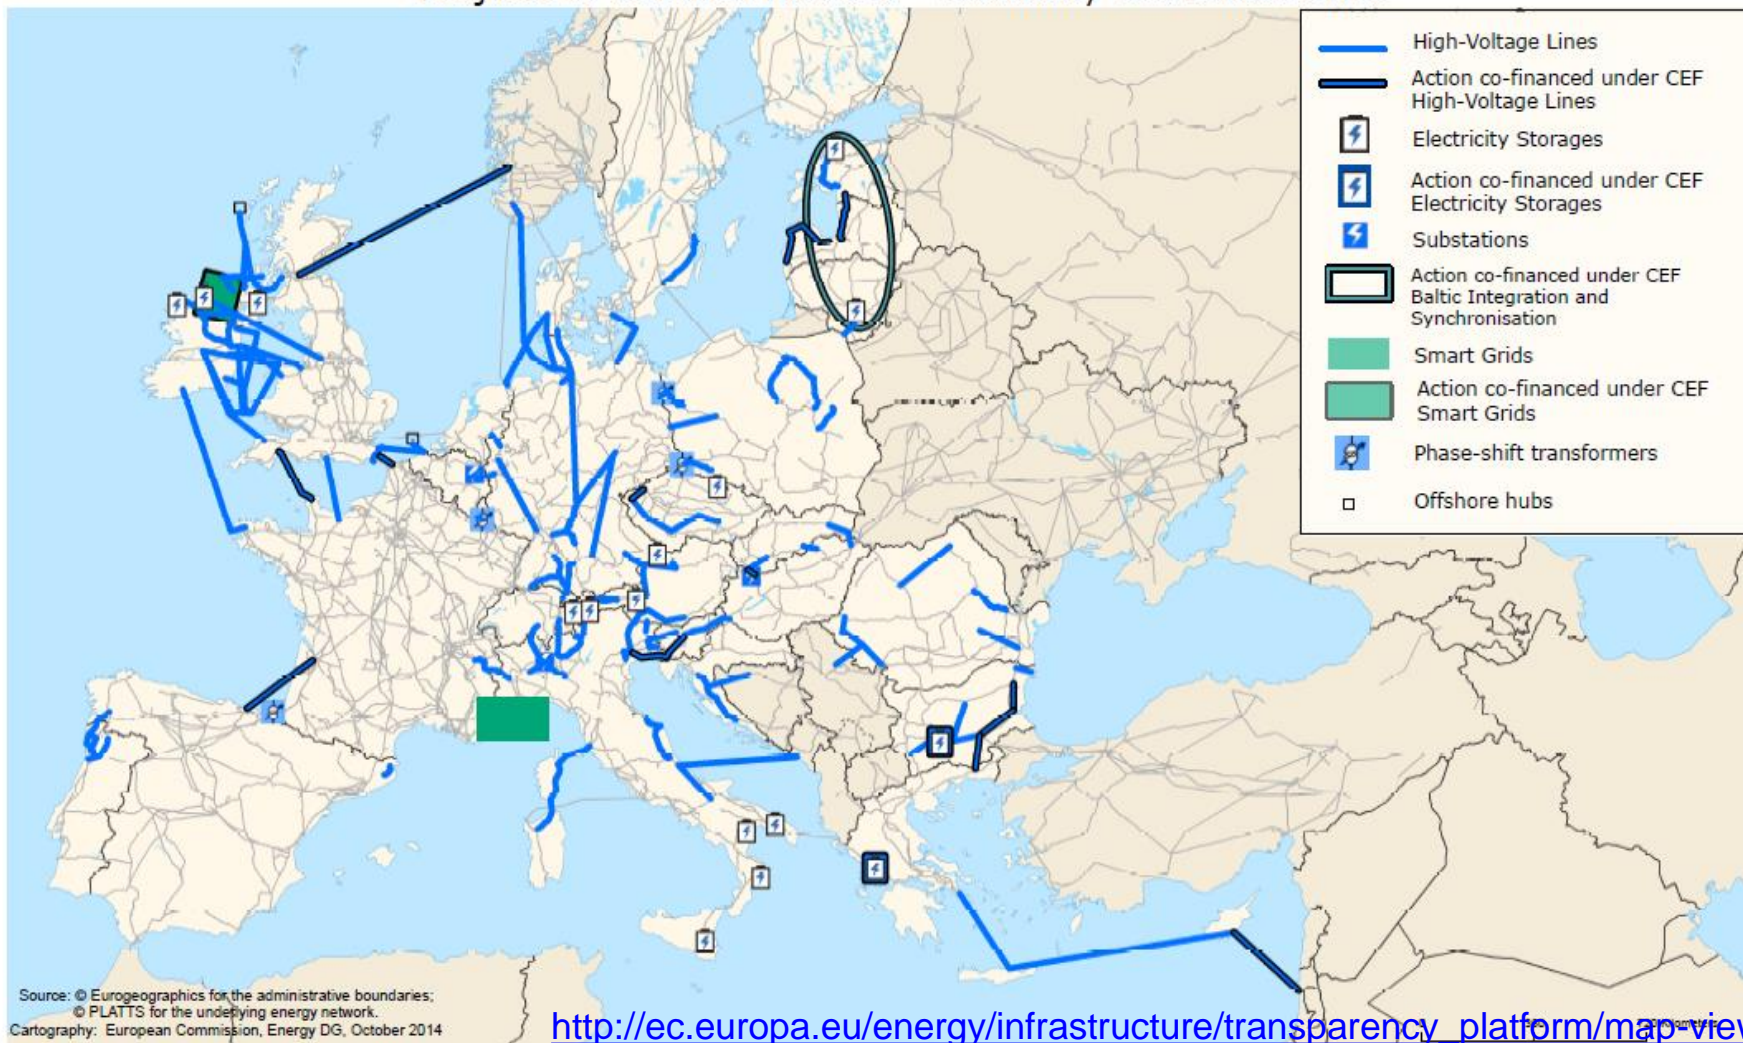 High-Voltage Lines
Action co-financed under CEF
High-Voltage Lines
Electricity Storages
Action co-financed under CEF
Electricity Storages
Substations
Action co-financed under CEF
Baltic Integration and
Synchronisation
Smart Grids
Action co-financed under CEF
Smart Grids
Phase-shift transformers
Offshore hubs
Source: © Eurogeographics for the administrative boundaries;
© PLATTS for the underlying energy network.
Cartography: European Commission, Energy DG, October 2014
http://ec.europa.eu/energy/infrastructure/transparency_platform/map-view